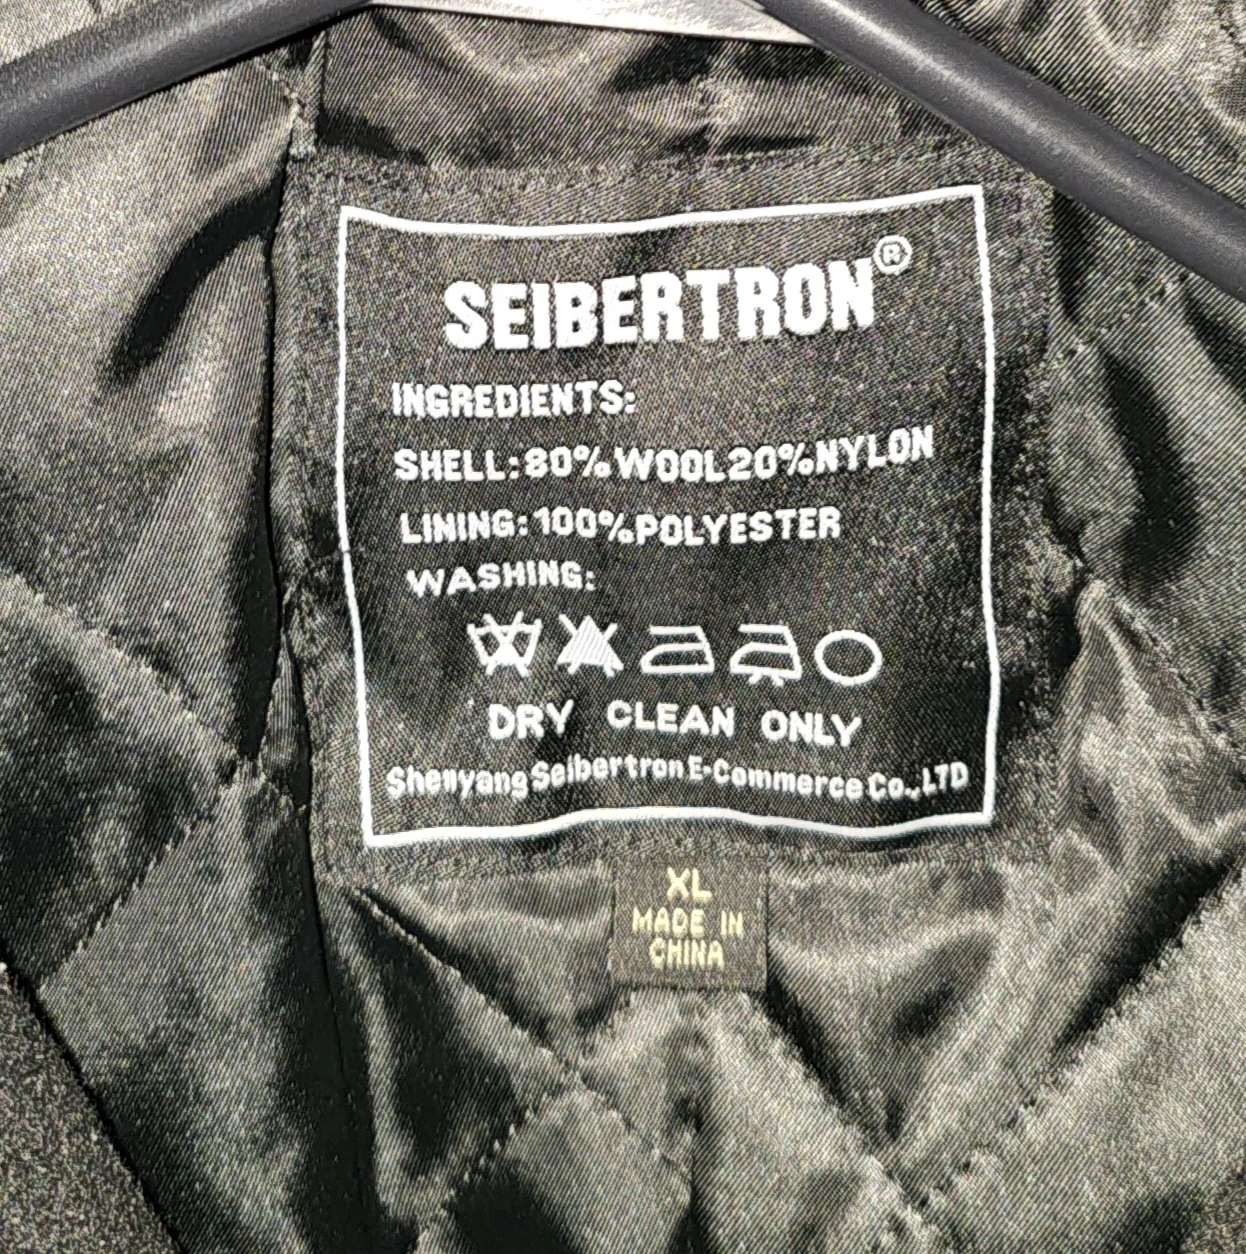 SEIBERTRON®
INGREDIENTS:
SHELL:80%WOOL20%NYLON
LINING:100%POLYESTER
WASHING:
DRY CLEAN ONLY
Shenyang Seibertron E-Commerce Co.,LTD
XL
MADE IN
CHINA